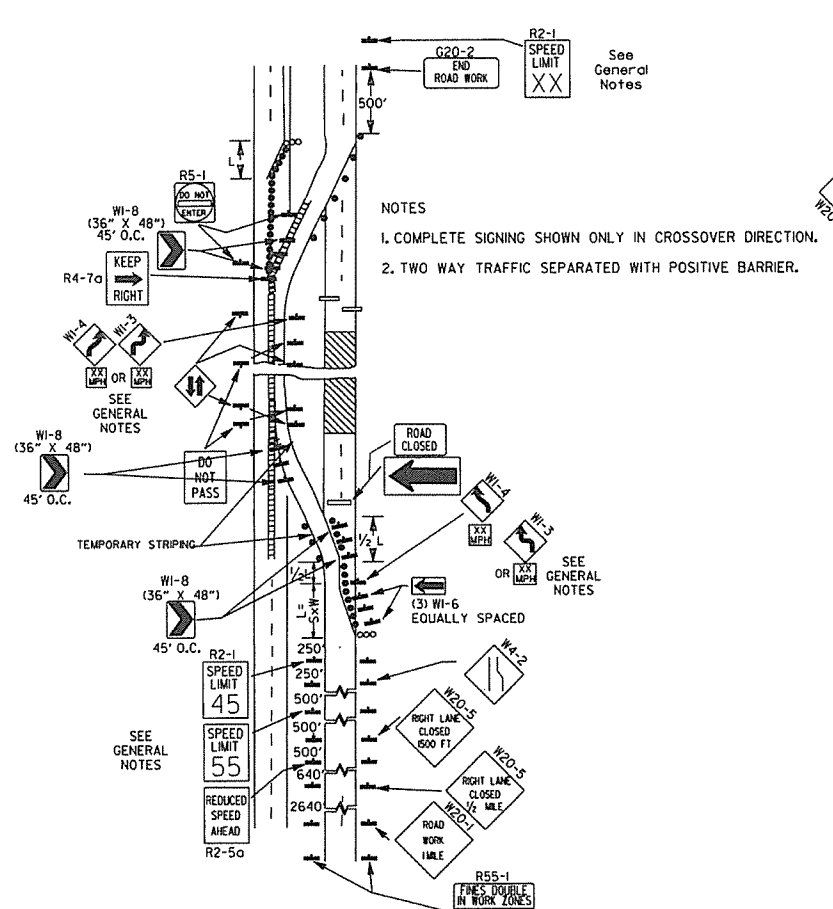 R2-1
SPEED
LIMIT
XX
See
General
Notes
G20-2
END
ROAD WORK
500'
L
R5-1
DO NOT
ENTER
W1-8
(36" X 48")
45' O.C.
KEEP
RIGHT
R4-7a
NOTES
1. COMPLETE SIGNING SHOWN ONLY IN CROSSOVER DIRECTION.
2. TWO WAY TRAFFIC SEPARATED WITH POSITIVE BARRIER.
W20
W1-4
W1-3
XX
MPH
OR
XX
MPH
SEE
GENERAL
NOTES
W1-8
(36" X 48")
45' O.C.
DO
NOT
PASS
ROAD
CLOSED
W1-4
XX
MPH
W1-3
OR
XX
MPH
SEE
GENERAL
NOTES
TEMPORARY STRIPING
1/2 L
1/2 L
L=
SxW
W1-8
(36" X 48")
45' O.C.
(3) W1-6
EQUALLY SPACED
R2-1
SPEED
LIMIT
45
250'
250'
500'
500'
500'
640'
2640'
W4-2
SEE
GENERAL
NOTES
SPEED
LIMIT
55
W20-5
RIGHT LANE
CLOSED
1500 FT
REDUCED
SPEED
AHEAD
R2-5a
W20-5
RIGHT LANE
CLOSED
1/2 MILE
W20-1
ROAD
WORK
1 MILE
R55-1
FINES DOUBLE
IN WORK ZONES